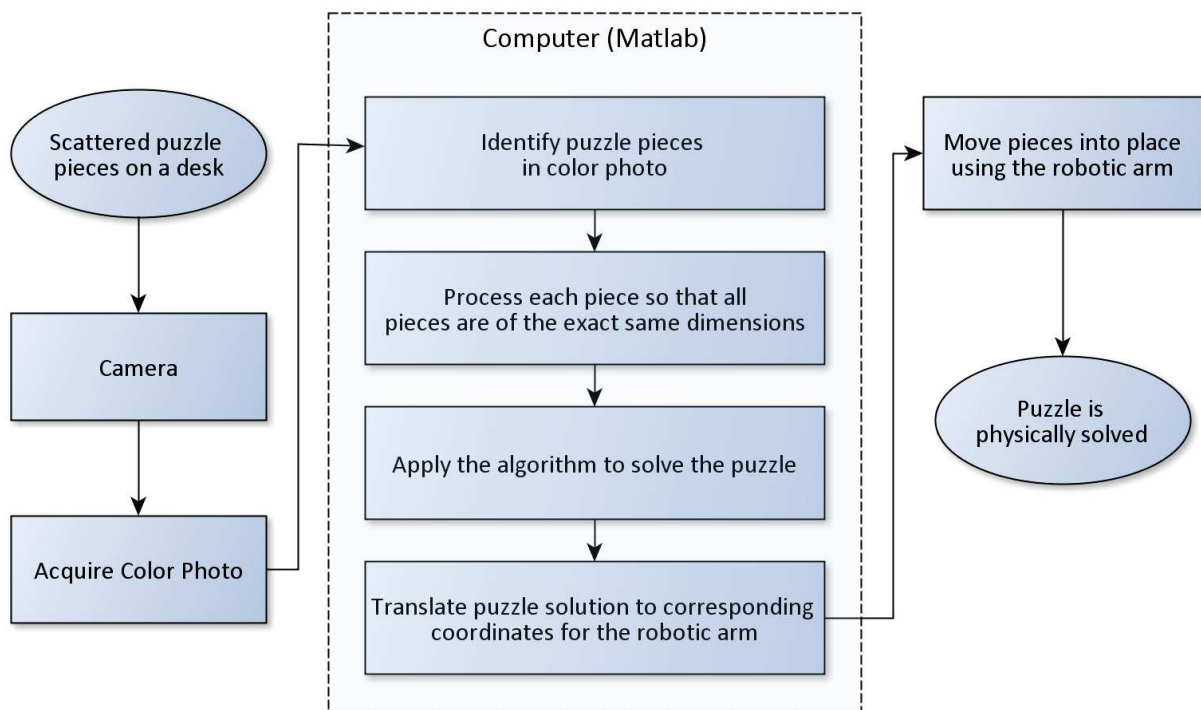 Computer (Matlab)
Scattered puzzle
pieces on a desk
Camera
Acquire Color Photo
Identify puzzle pieces
in color photo
Process each piece so that all
pieces are of the exact same dimensions
Apply the algorithm to solve the puzzle
Translate puzzle solution to corresponding
coordinates for the robotic arm
Move pieces into place
using the robotic arm
Puzzle is
physically solved